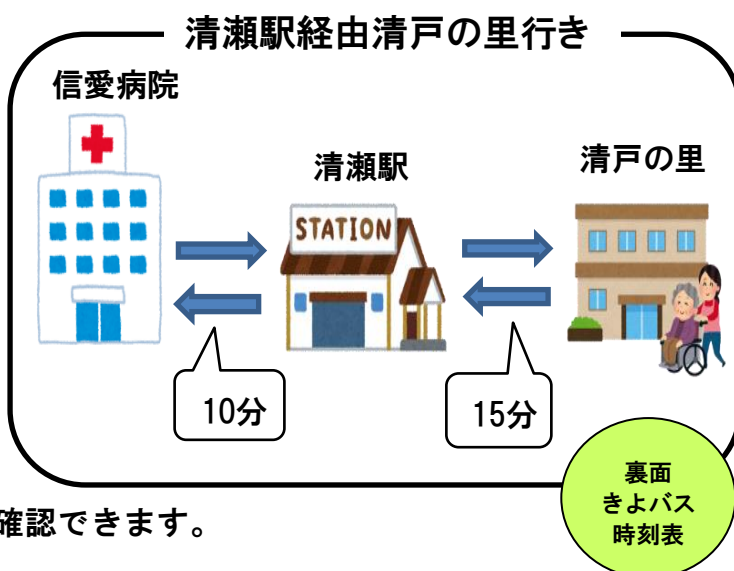 清瀬駅経由清戸の里行き
信愛病院
清瀬駅
清戸の里
STATION
10分
15分
裏面
きよバス
時刻表
確認できます。